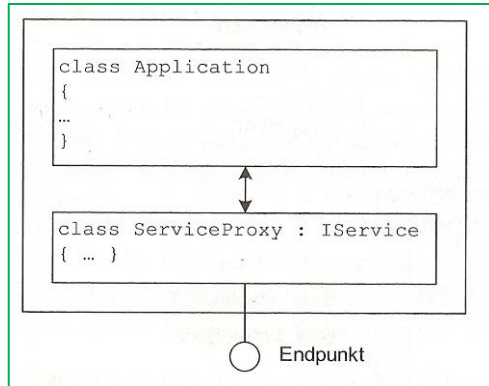 class Application
{
…
}
class ServiceProxy : IService
{ … }
Endpunkt